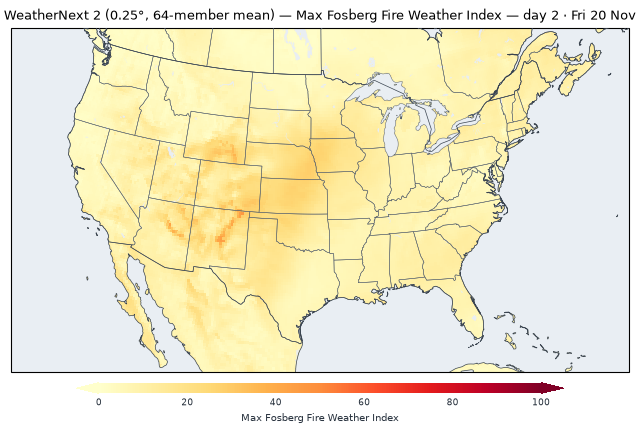 WeatherNext 2 (0.25°, 64-member mean) — Max Fosberg Fire Weather Index — day 2 · Fri 20 Nov
0 20 40 60 80 100
Max Fosberg Fire Weather Index